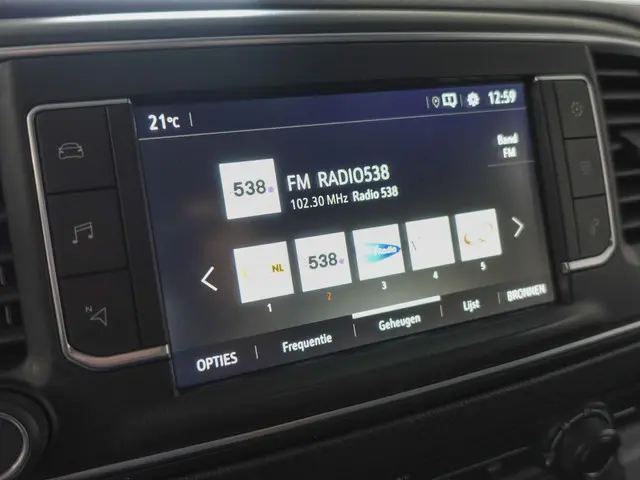 21°C
12:59
Band
FM
538
FM RADIO538
102.30 MHz Radio 538
NL
538
Radio
1
2
3
4
5
OPTIES
Frequentie
Geheugen
Lijst
BRONNEN
N